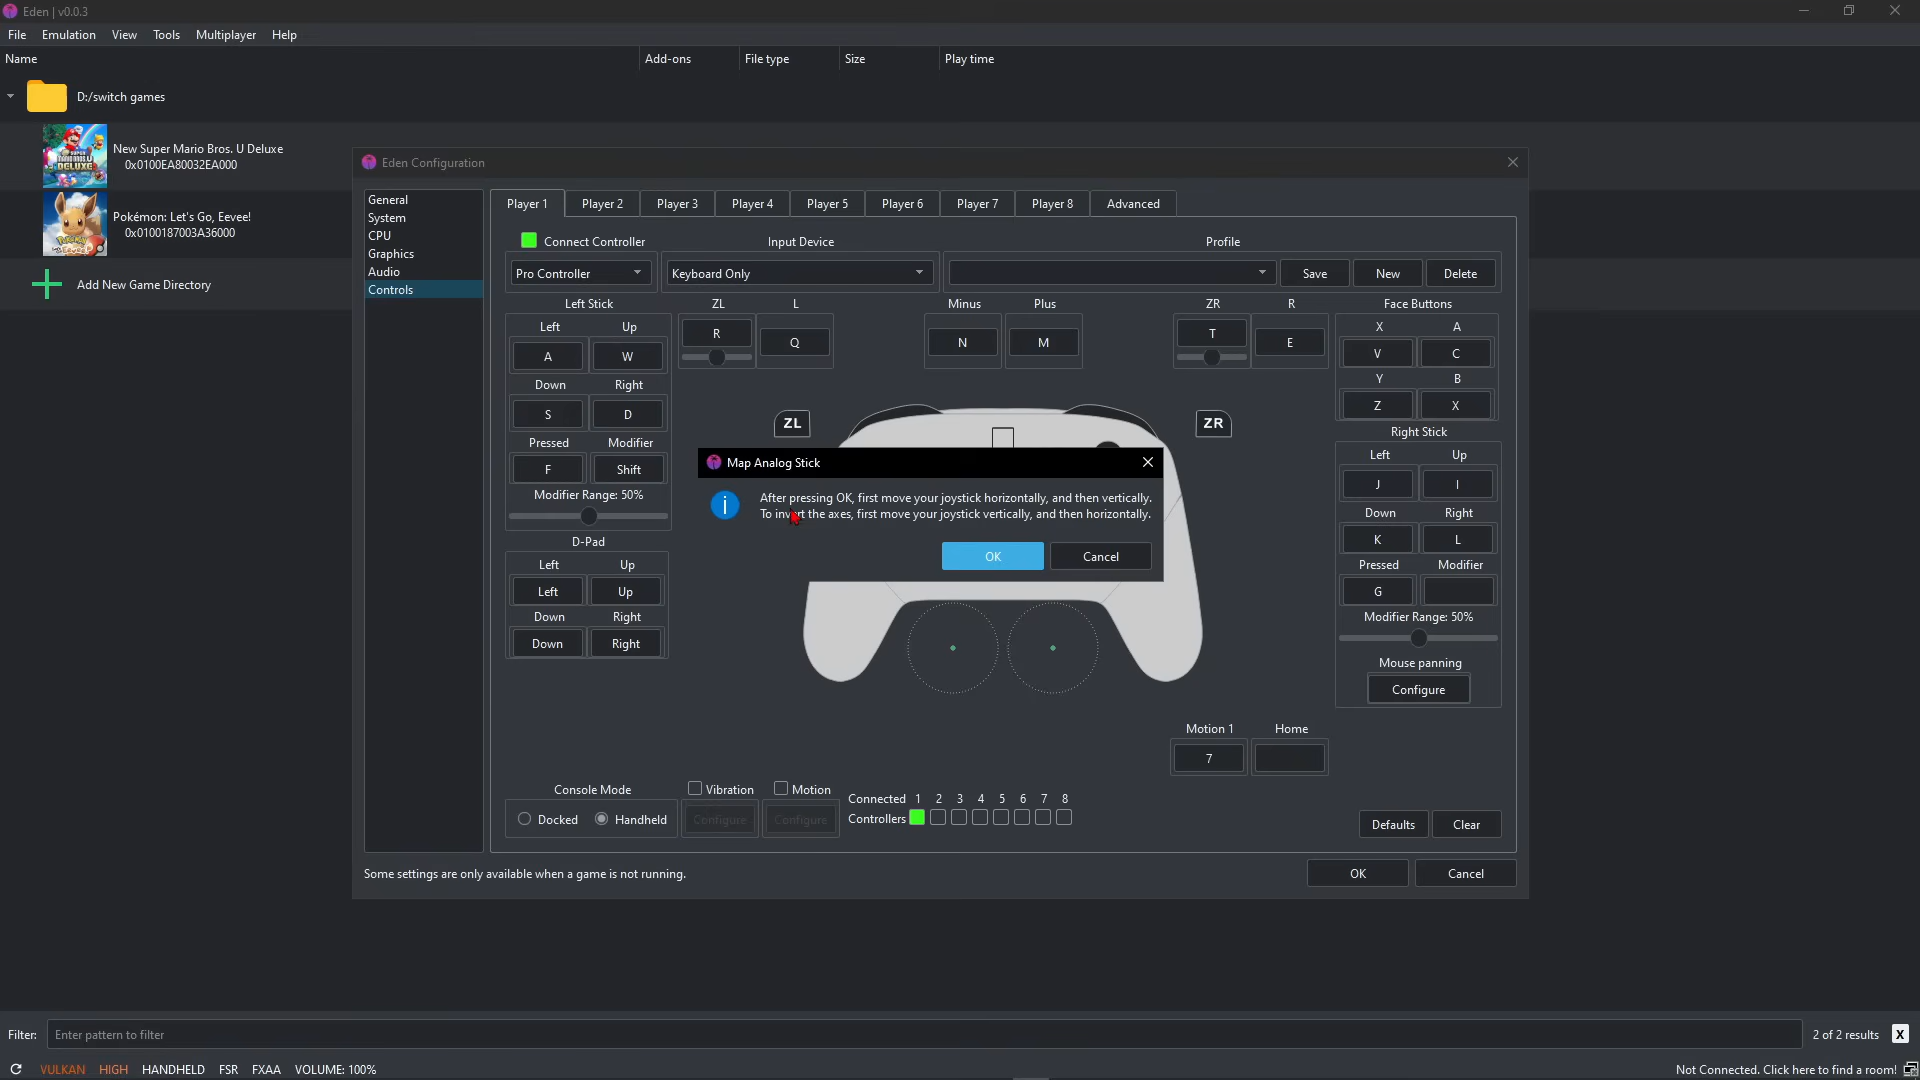 Eden | v0.0.3
File Emulation View Tools Multiplayer Help
Name Add-ons File type Size Play time
D:/switch games
New Super Mario Bros. U Deluxe
0x0100EA80032EA000
Pokémon: Let's Go, Eevee!
0x0100187003A36000
Add New Game Directory
Eden Configuration
General
System
CPU
Graphics
Audio
Controls
Player 1 Player 2 Player 3 Player 4 Player 5 Player 6 Player 7 Player 8 Advanced
Connect Controller Input Device Profile
Pro Controller Keyboard Only Save New Delete
Left Stick ZL L Minus Plus ZR R Face Buttons
Left Up X A
R Q N M T E
A W V C
Down Right Y B
S D Z X
Pressed Modifier Right Stick
F Shift Left Up
Modifier Range: 50% J I
ZL ZR
Map Analog Stick
After pressing OK, first move your joystick horizontally, and then vertically.
To invert the axes, first move your joystick vertically, and then horizontally.
OK Cancel
Down Right
K L
D-Pad
Left Up Pressed Modifier
Left Up G
Down Right Modifier Range: 50%
Down Right
Mouse panning
Configure
Motion 1 Home
7
Console Mode Vibration Motion Connected 1 2 3 4 5 6 7 8
Docked Handheld Configure Configure Controllers
Defaults Clear
Some settings are only available when a game is not running. OK Cancel
Filter: Enter pattern to filter 2 of 2 results X
VULKAN HIGH HANDHELD FSR FXAA VOLUME: 100% Not Connected. Click here to find a room!